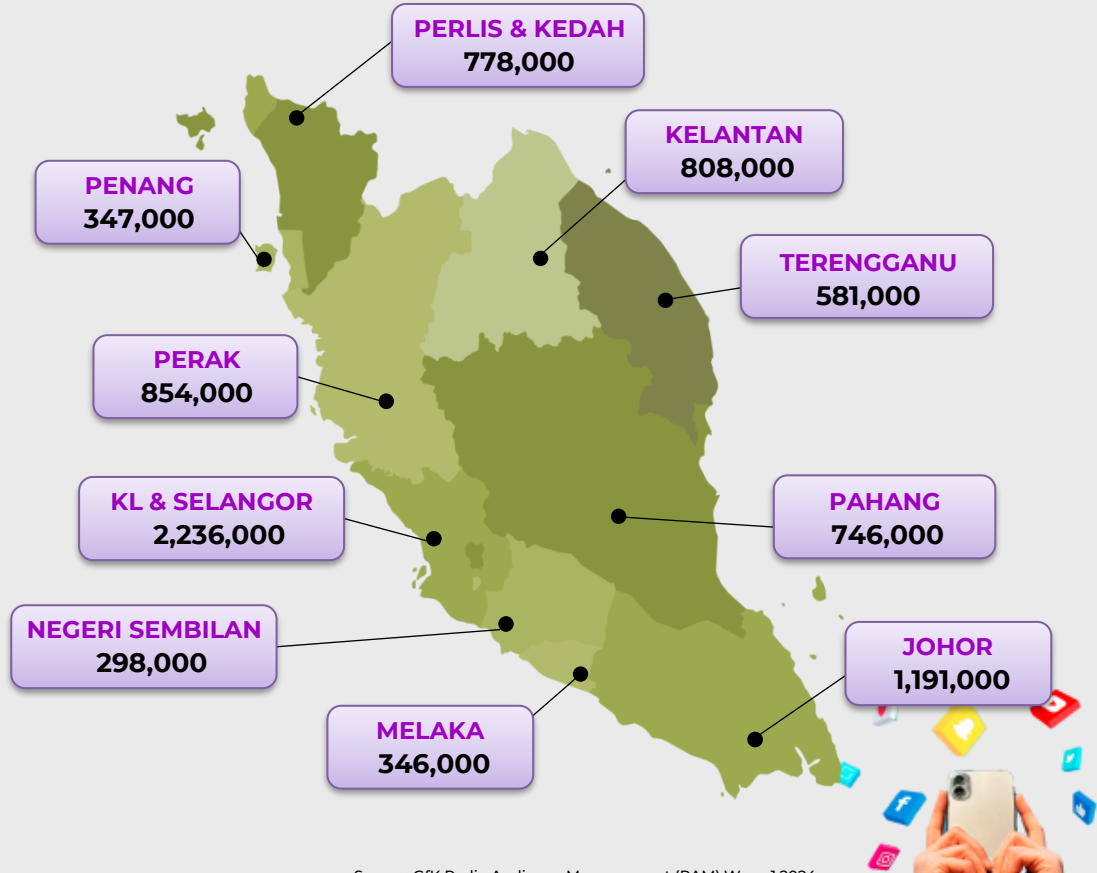 PERLIS & KEDAH
778,000
KELANTAN
808,000
PENANG
347,000
TERENGGANU
581,000
PERAK
854,000
KL & SELANGOR
2,236,000
PAHANG
746,000
NEGERI SEMBILAN
298,000
JOHOR
1,191,000
MELAKA
346,000